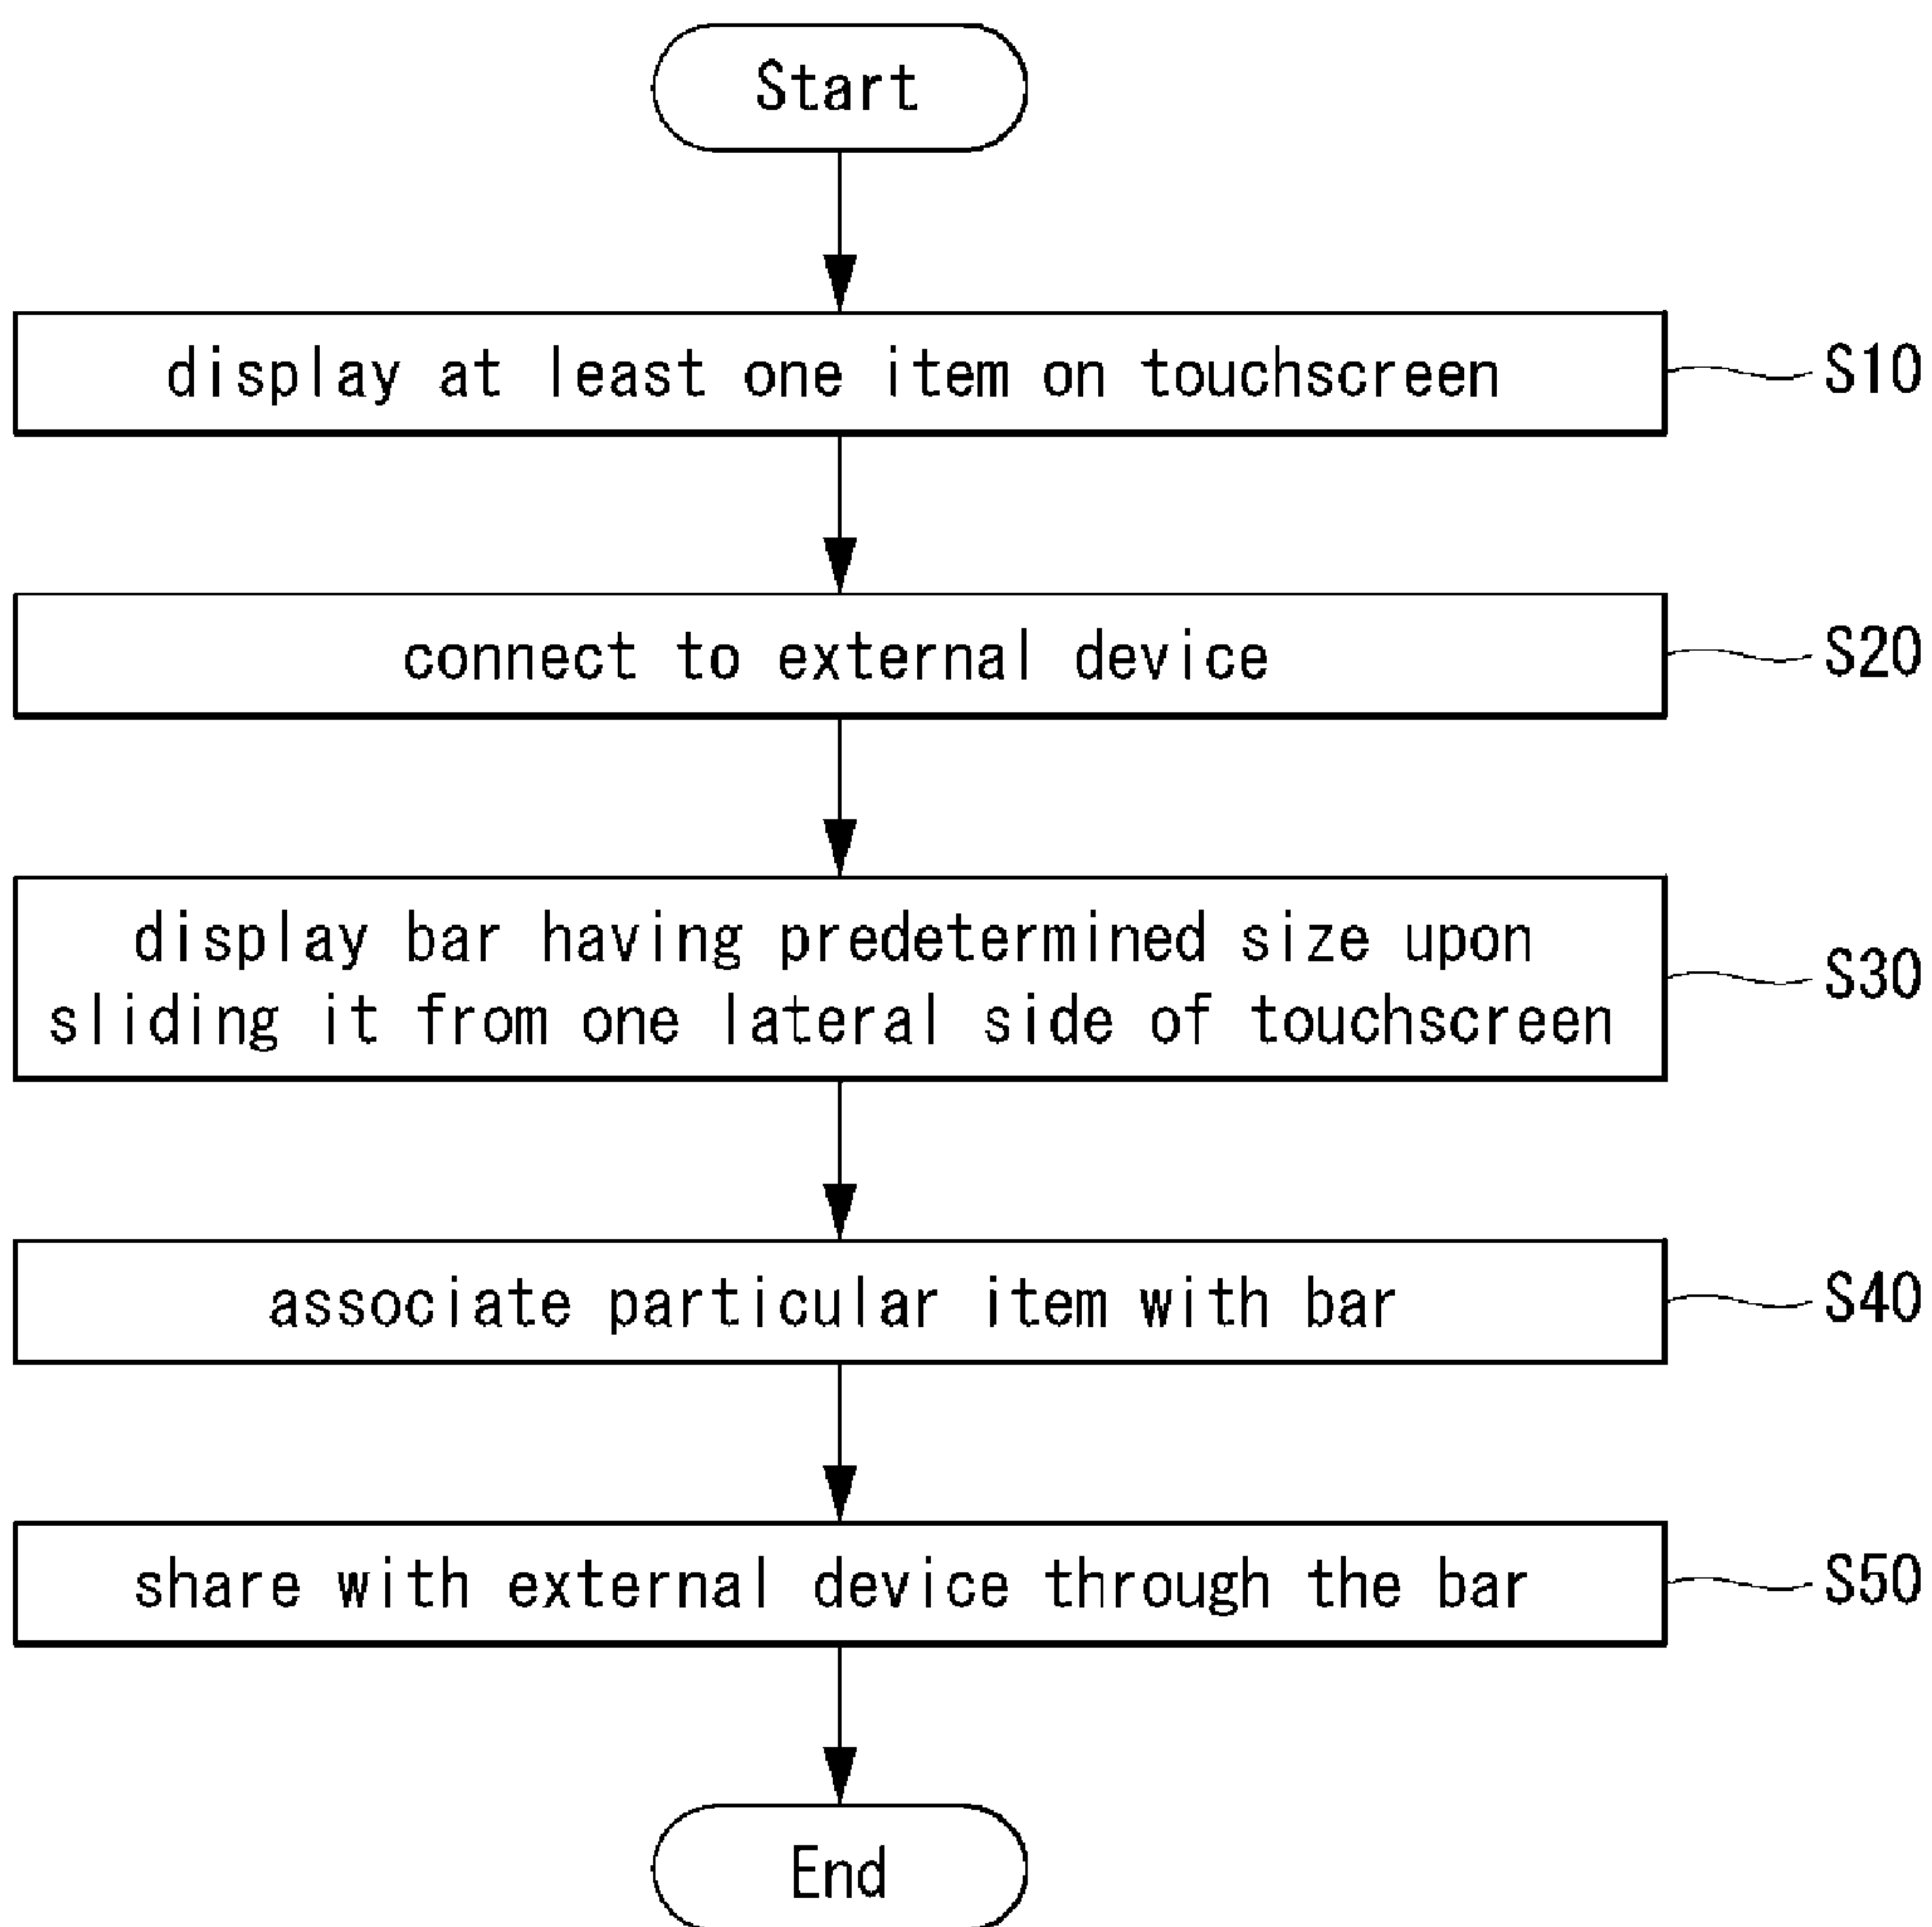 Start
display at least one item on touchscreen
S10
connect to external device
S20
display bar having predetermined size upon
sliding it from one lateral side of touchscreen
S30
associate particular item with bar
S40
share with external device through the bar
S50
End